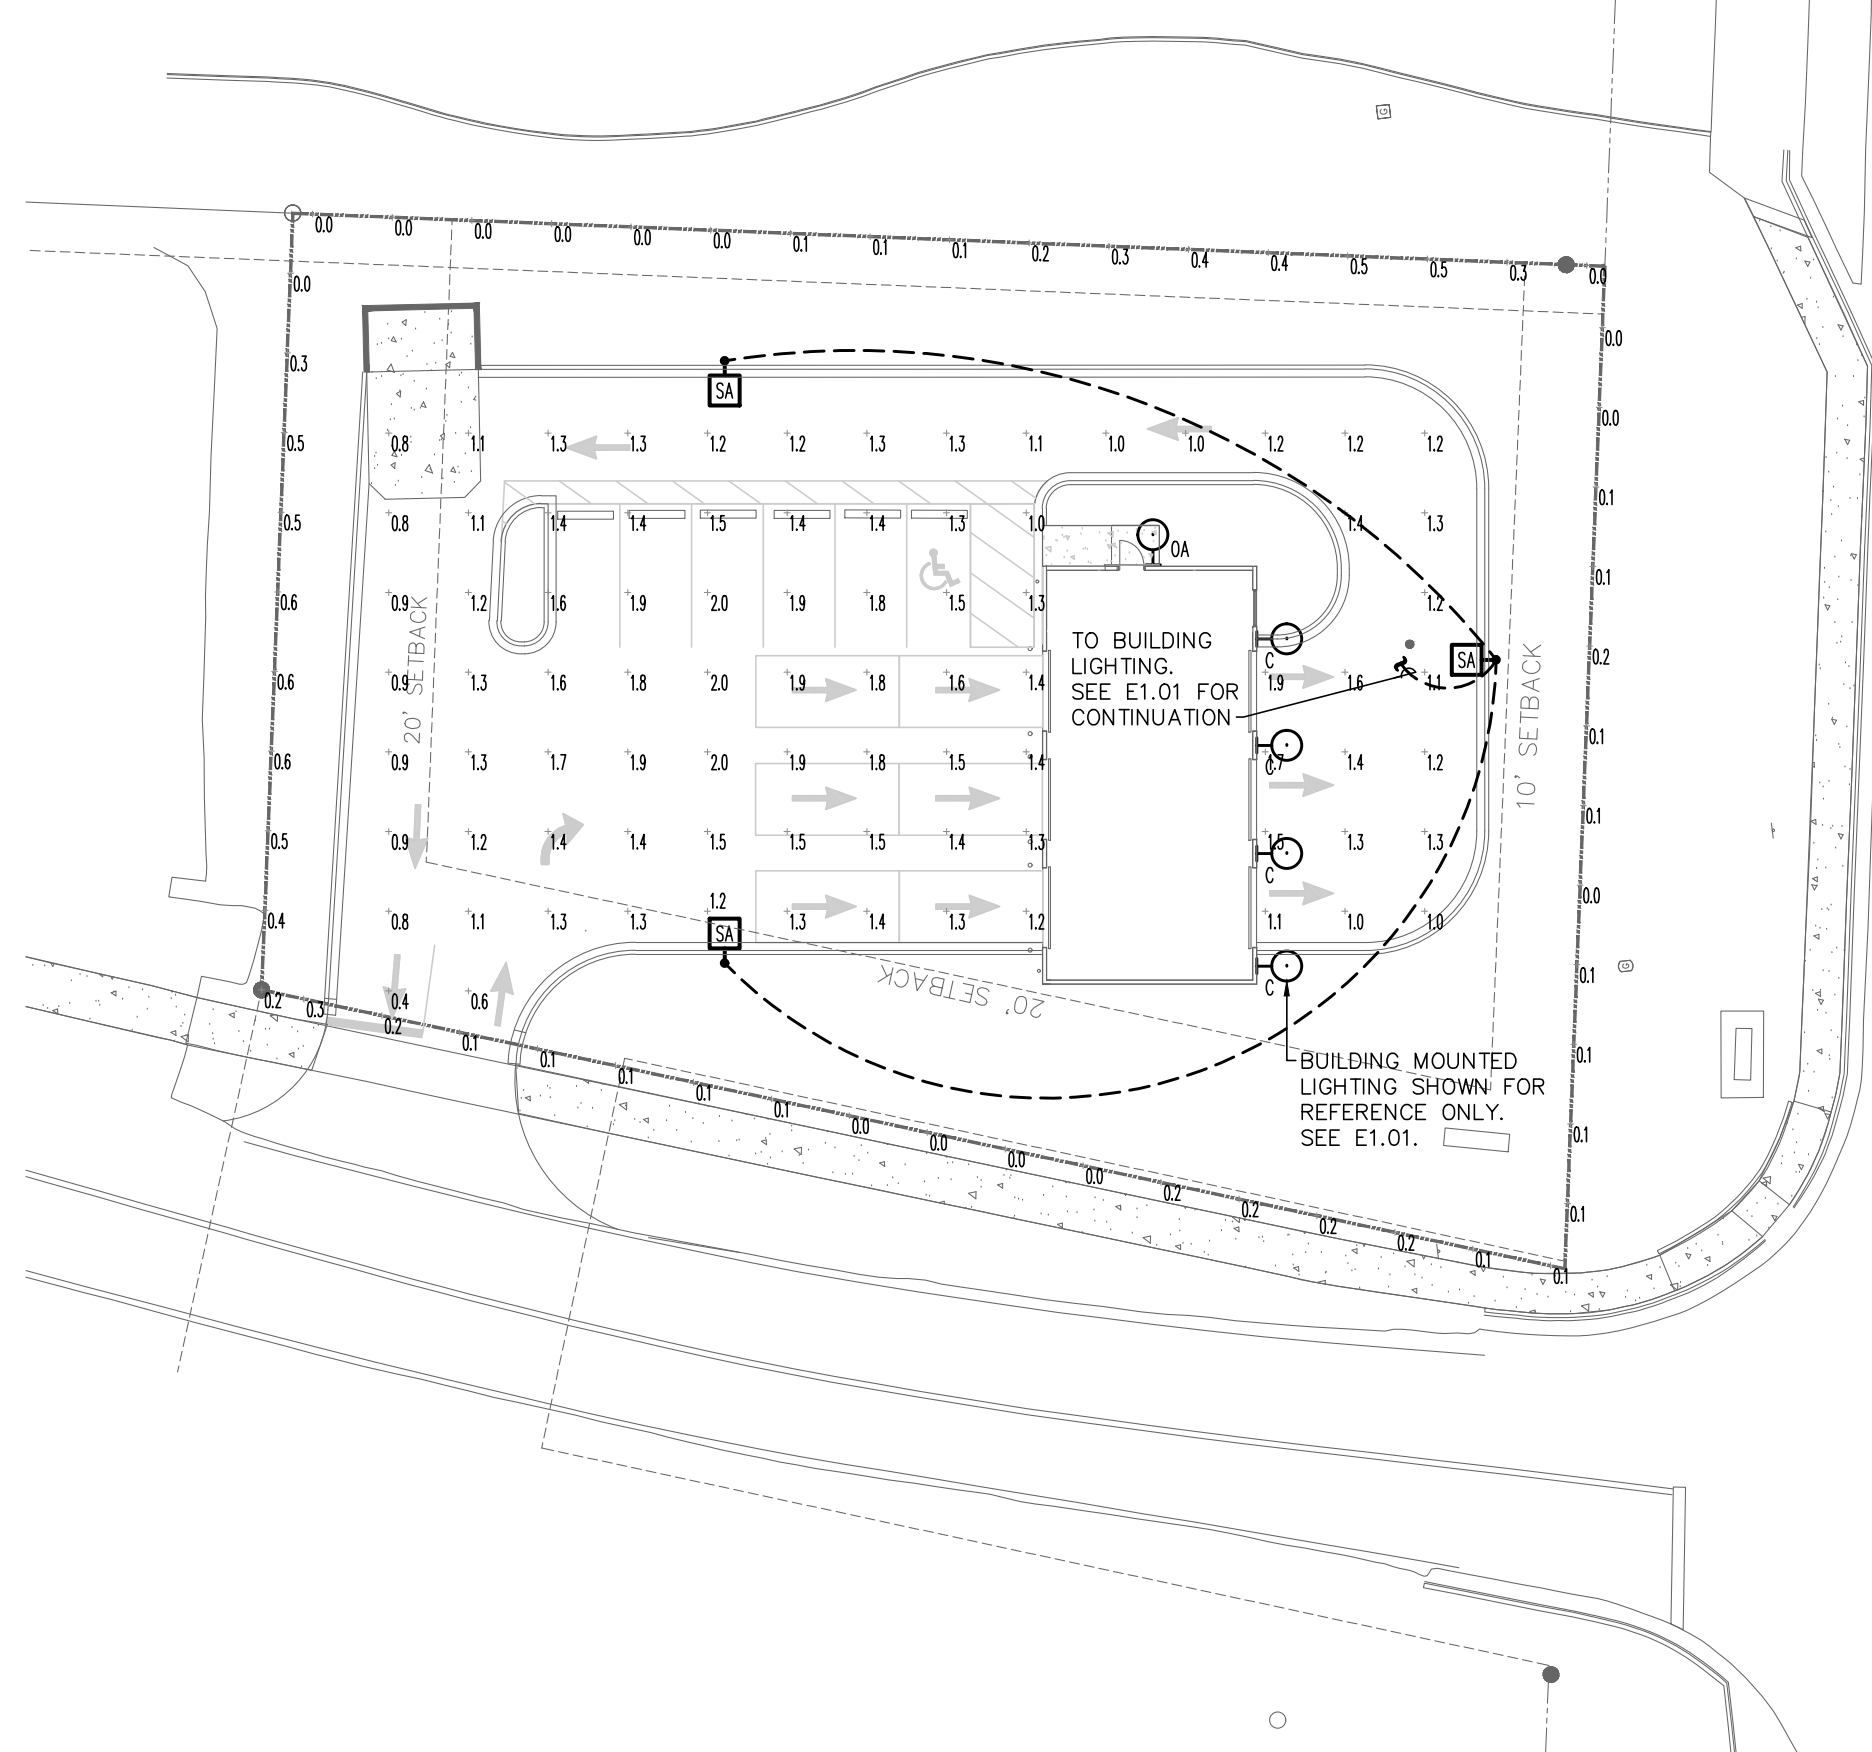 G
0.0 0.0 0.0 0.0 0.0 0.0 0.1 0.1 0.1 0.2 0.3 0.4 0.4 0.5 0.5 0.3 0.0
0.0
0.0
0.3
SA
0.0
0.5 0.8 1.1 1.3 1.3 1.2 1.2 1.3 1.3 1.1 1.0 1.0 1.2 1.2 1.2
0.1
0.5 0.8 1.1 1.4 1.4 1.5 1.4 1.4 1.3 1.0 1.4 1.3
OA
0.1
0.6 0.9 1.2 1.6 1.9 2.0 1.9 1.8 1.5 1.3 1.2
20' SETBACK
TO BUILDING
LIGHTING.
SEE E1.01 FOR
CONTINUATION
C
SA
0.2
10' SETBACK
0.6 0.9 1.3 1.6 1.8 2.0 1.9 1.8 1.6 1.4 1.9 1.6 1.1
0.1
0.6 0.9 1.3 1.7 1.9 2.0 1.9 1.8 1.5 1.4 1.7 1.4 1.2
C
0.1
0.5 0.9 1.2 1.4 1.4 1.5 1.5 1.5 1.4 1.3 1.5 1.3 1.3
C
0.0
1.2
0.4 0.8 1.1 1.3 1.3 1.3 1.4 1.3 1.2 1.1 1.0 1.0
SA
G
0.1
C
20' SETBACK
0.2 0.3 0.4 0.6
0.2 0.1 0.1 0.1 0.1 0.1 0.0 0.0 0.0 0.0 0.2 0.2 0.2 0.2 0.1 0.1
0.1
BUILDING MOUNTED
LIGHTING SHOWN FOR
REFERENCE ONLY.
SEE E1.01.
0.1
0.1